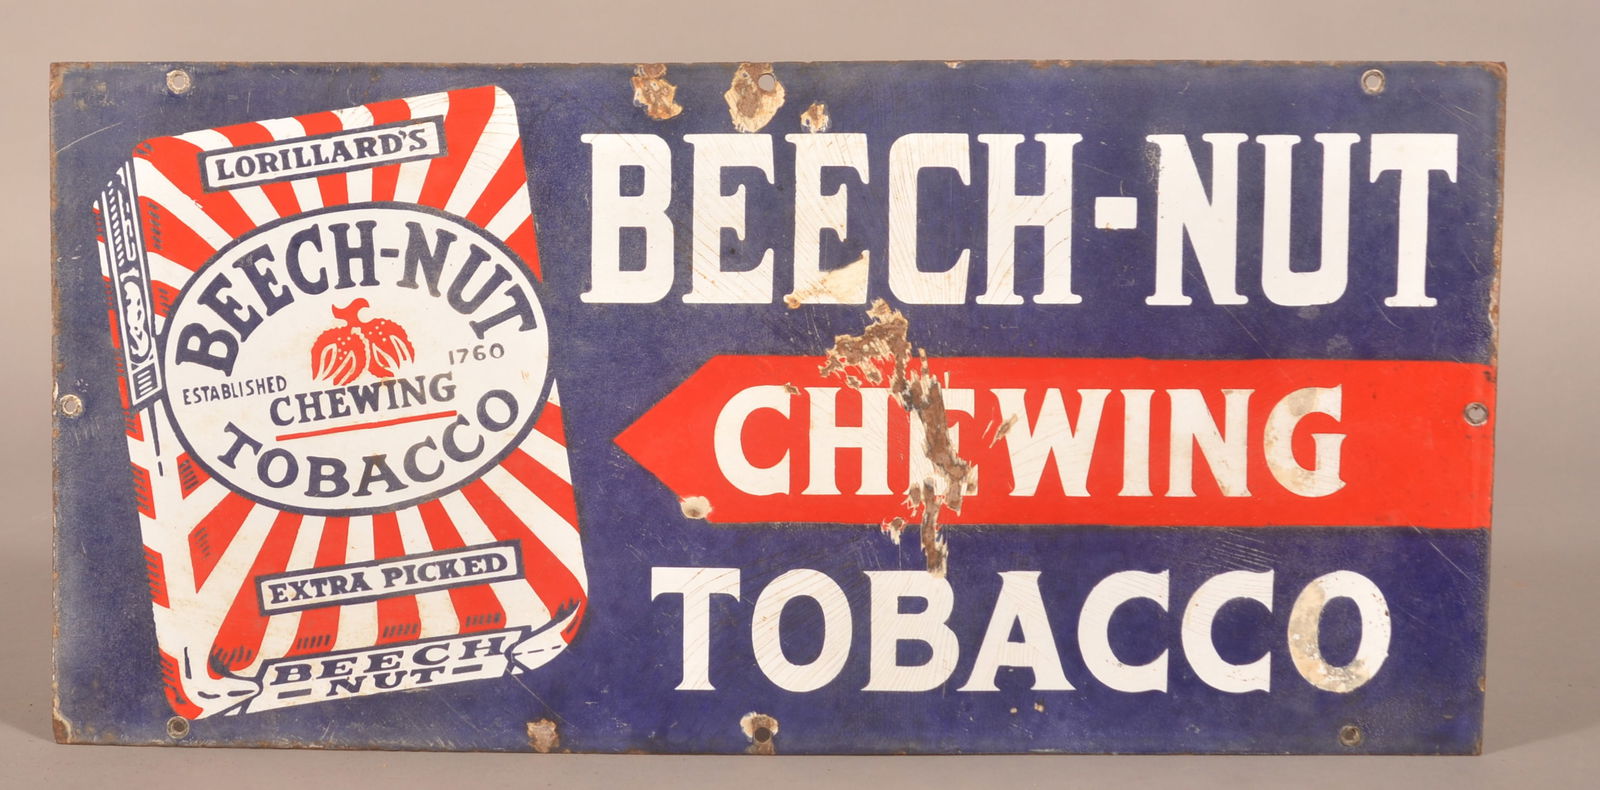 LORILLARD'S
BEECH-NUT
ESTABLISHED 1760
CHEWING
TOBACCO
EXTRA PICKED
BEECH
NUT
BEECH-NUT
CHEWING
TOBACCO